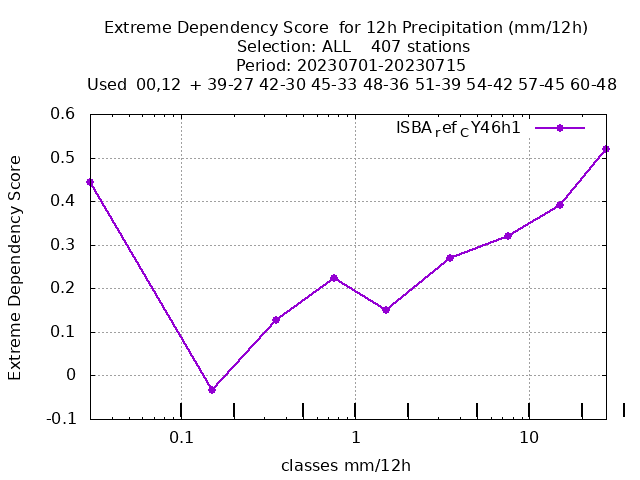 Extreme Dependency Score  for 12h Precipitation (mm/12h)
Selection: ALL    407 stations
Period: 20230701-20230715
Used  00,12  + 39-27 42-30 45-33 48-36 51-39 54-42 57-45 60-48
ISBA_ref_CY46h1
Extreme Dependency Score
0.6
0.5
0.4
0.3
0.2
0.1
0
-0.1
0.1 1 10
classes mm/12h